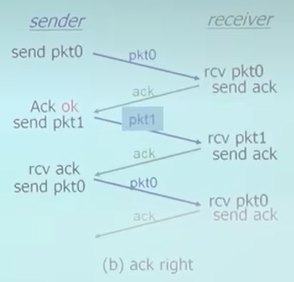 sender
receiver
send pkt0
pkt0
rcv pkt0
send ack
ack
Ack ok
send pkt1
pkt1
rcv pkt1
send ack
ack
rcv ack
send pkt0
pkt0
rcv pkt0
send ack
ack
(b) ack right